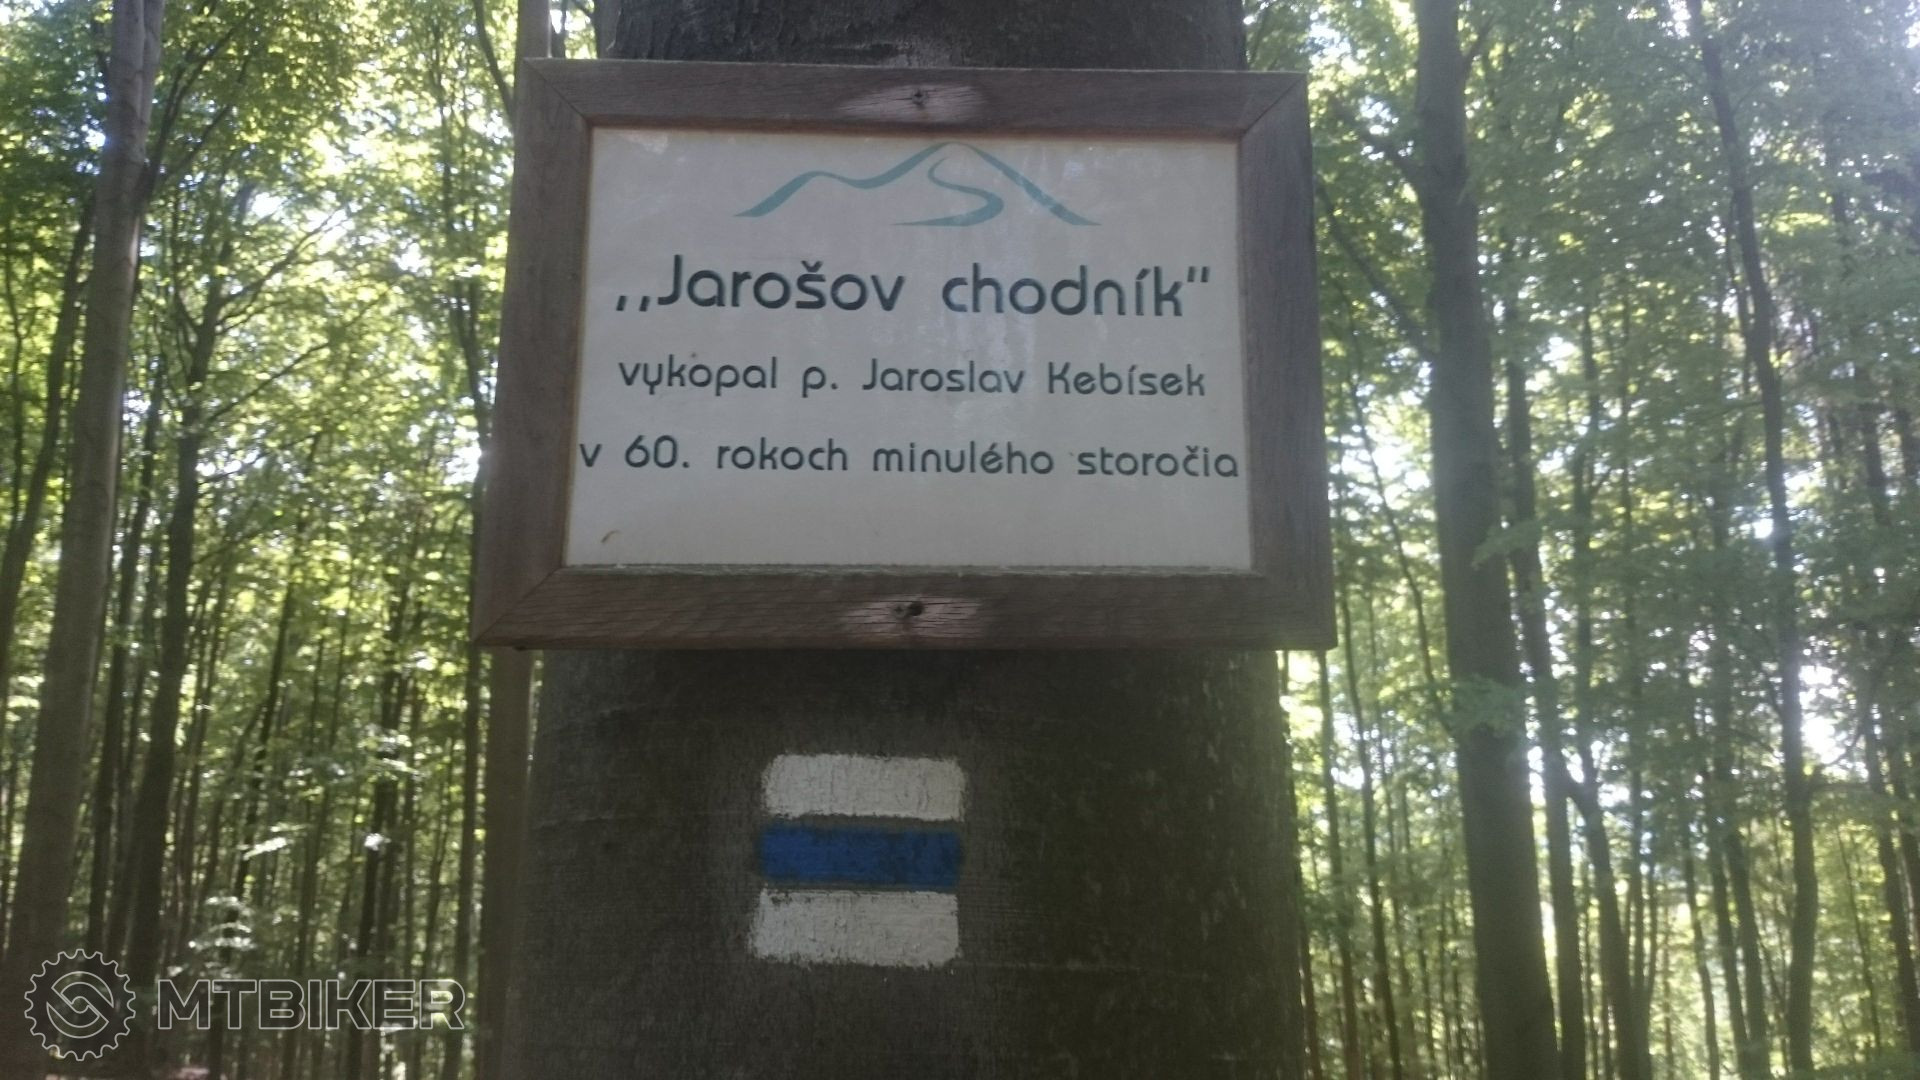 ,,Jarošov chodník"
vykopal p. Jaroslav Kebísek
v 60. rokoch minulého storočia
MTBIKER